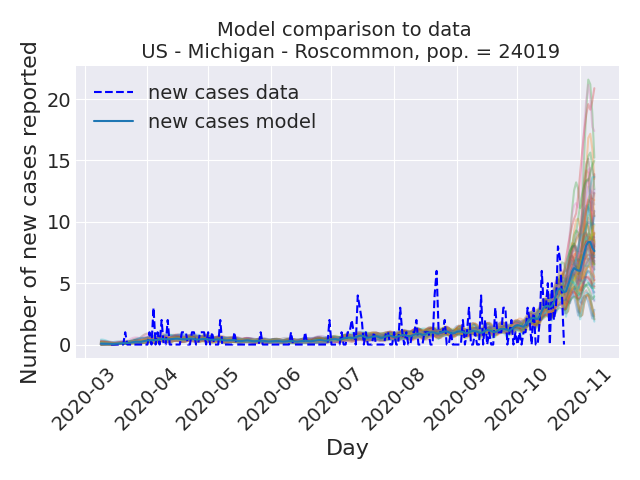 Model comparison to data
US - Michigan - Roscommon, pop. = 24019
Number of new cases reported
20
15
10
5
0
new cases data
new cases model
2020-03
2020-04
2020-05
2020-06
2020-07
2020-08
2020-09
2020-10
2020-11
Day